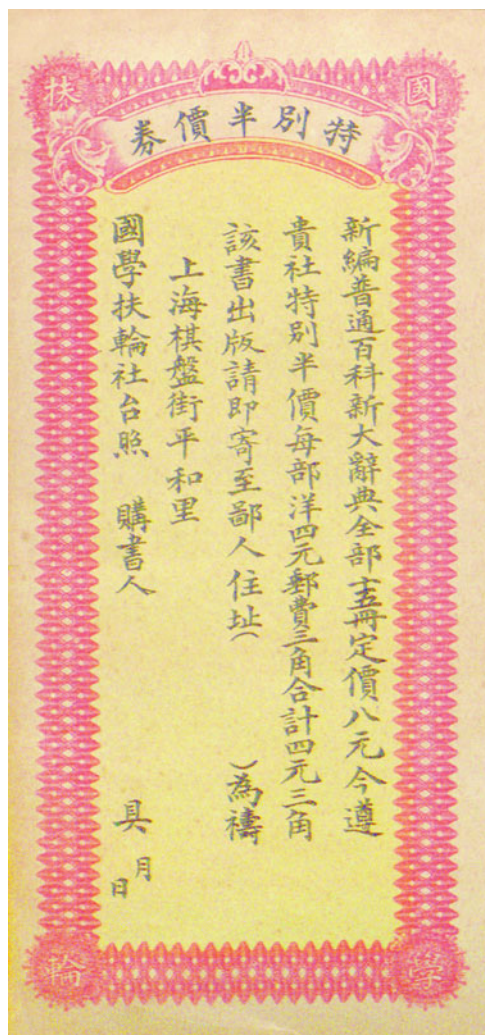 國學扶輪
特別半價券
新編普通百科新大辭典全部十五冊定價八元今遵
貴社特別半價每部洋四元郵費三角合計四元三角
該書出版請即寄至鄙人住址（　　）為禱
上海棋盤街平和里
國學扶輪社台照　購書人　具　月　日